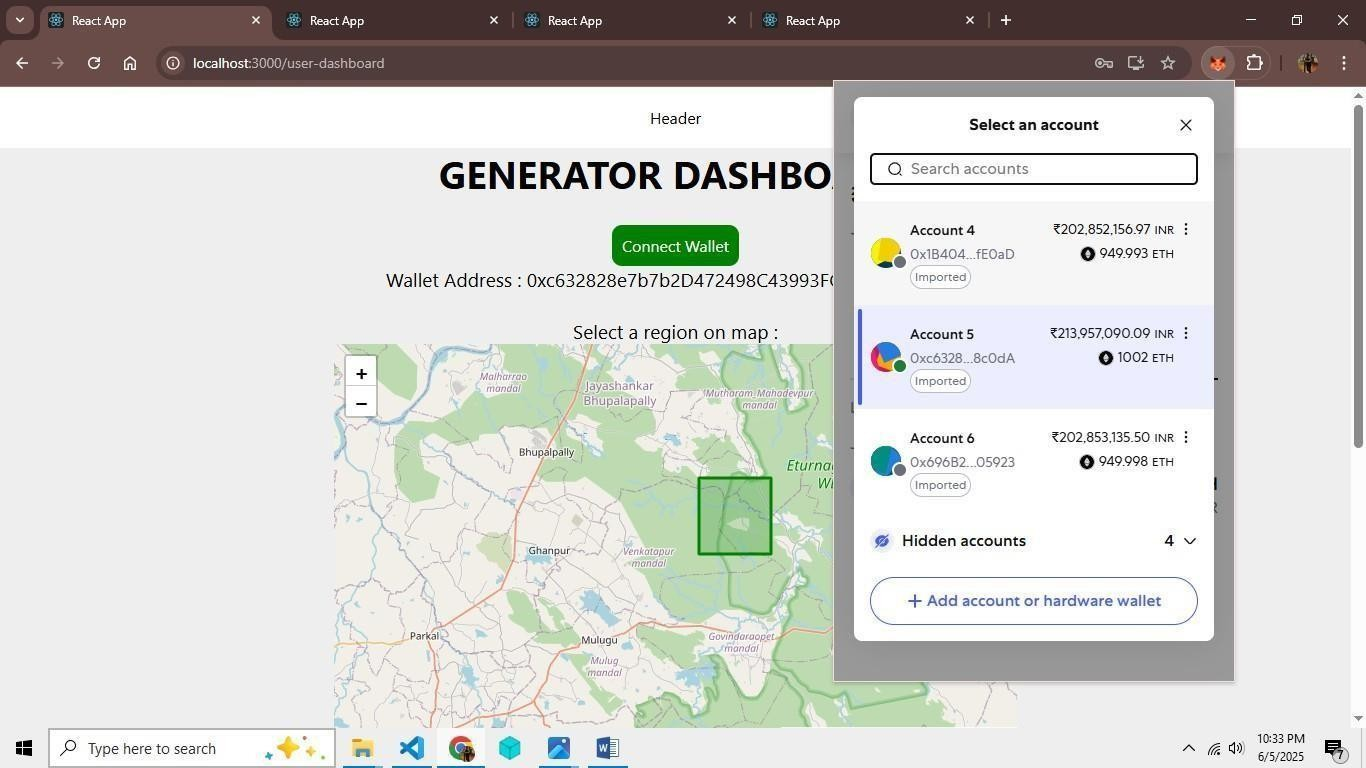 React App
React App
React App
React App
localhost:3000/user-dashboard
Header
GENERATOR DASHBO
Connect Wallet
Wallet Address : 0xc632828e7b7b2D472498C43993F
Select a region on map :
+
−
Malharrao
mandal
Jayashankar
Bhupalapally
Mutharam_Mahadevpur
mandal
Bhupalpally
Eturna
Ghanpur
Venkatapur
mandal
Parkal
Mulugu
Mulug
mandal
Govindaraopet
mandal
Select an account
Search accounts
Account 4
₹202,852,156.97 INR
0x1B404...fE0aD
949.993 ETH
Imported
Account 5
₹213,957,090.09 INR
0xc6328...8c0dA
1002 ETH
Imported
Account 6
₹202,853,135.50 INR
0x696B2...05923
949.998 ETH
Imported
Hidden accounts
4
+ Add account or hardware wallet
Type here to search
10:33 PM
6/5/2025
7